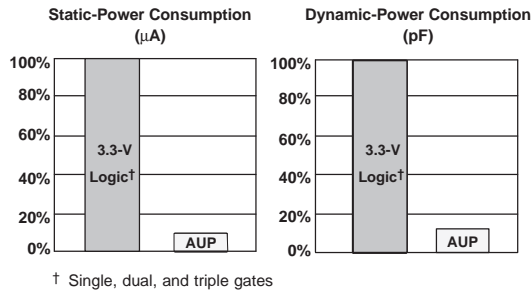 Static-Power Consumption
(μA)
100%
80%
60%
40%
20%
0%
3.3-V
Logic†
AUP
Dynamic-Power Consumption
(pF)
100%
80%
60%
40%
20%
0%
3.3-V
Logic†
AUP
† Single, dual, and triple gates